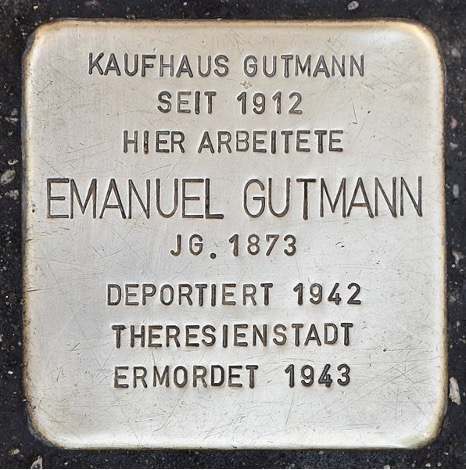 KAUFHAUS GUTMANN
SEIT 1912
HIER ARBEITETE
EMANUEL GUTMANN
JG. 1873
DEPORTIERT 1942
THERESIENSTADT
ERMORDET 1943